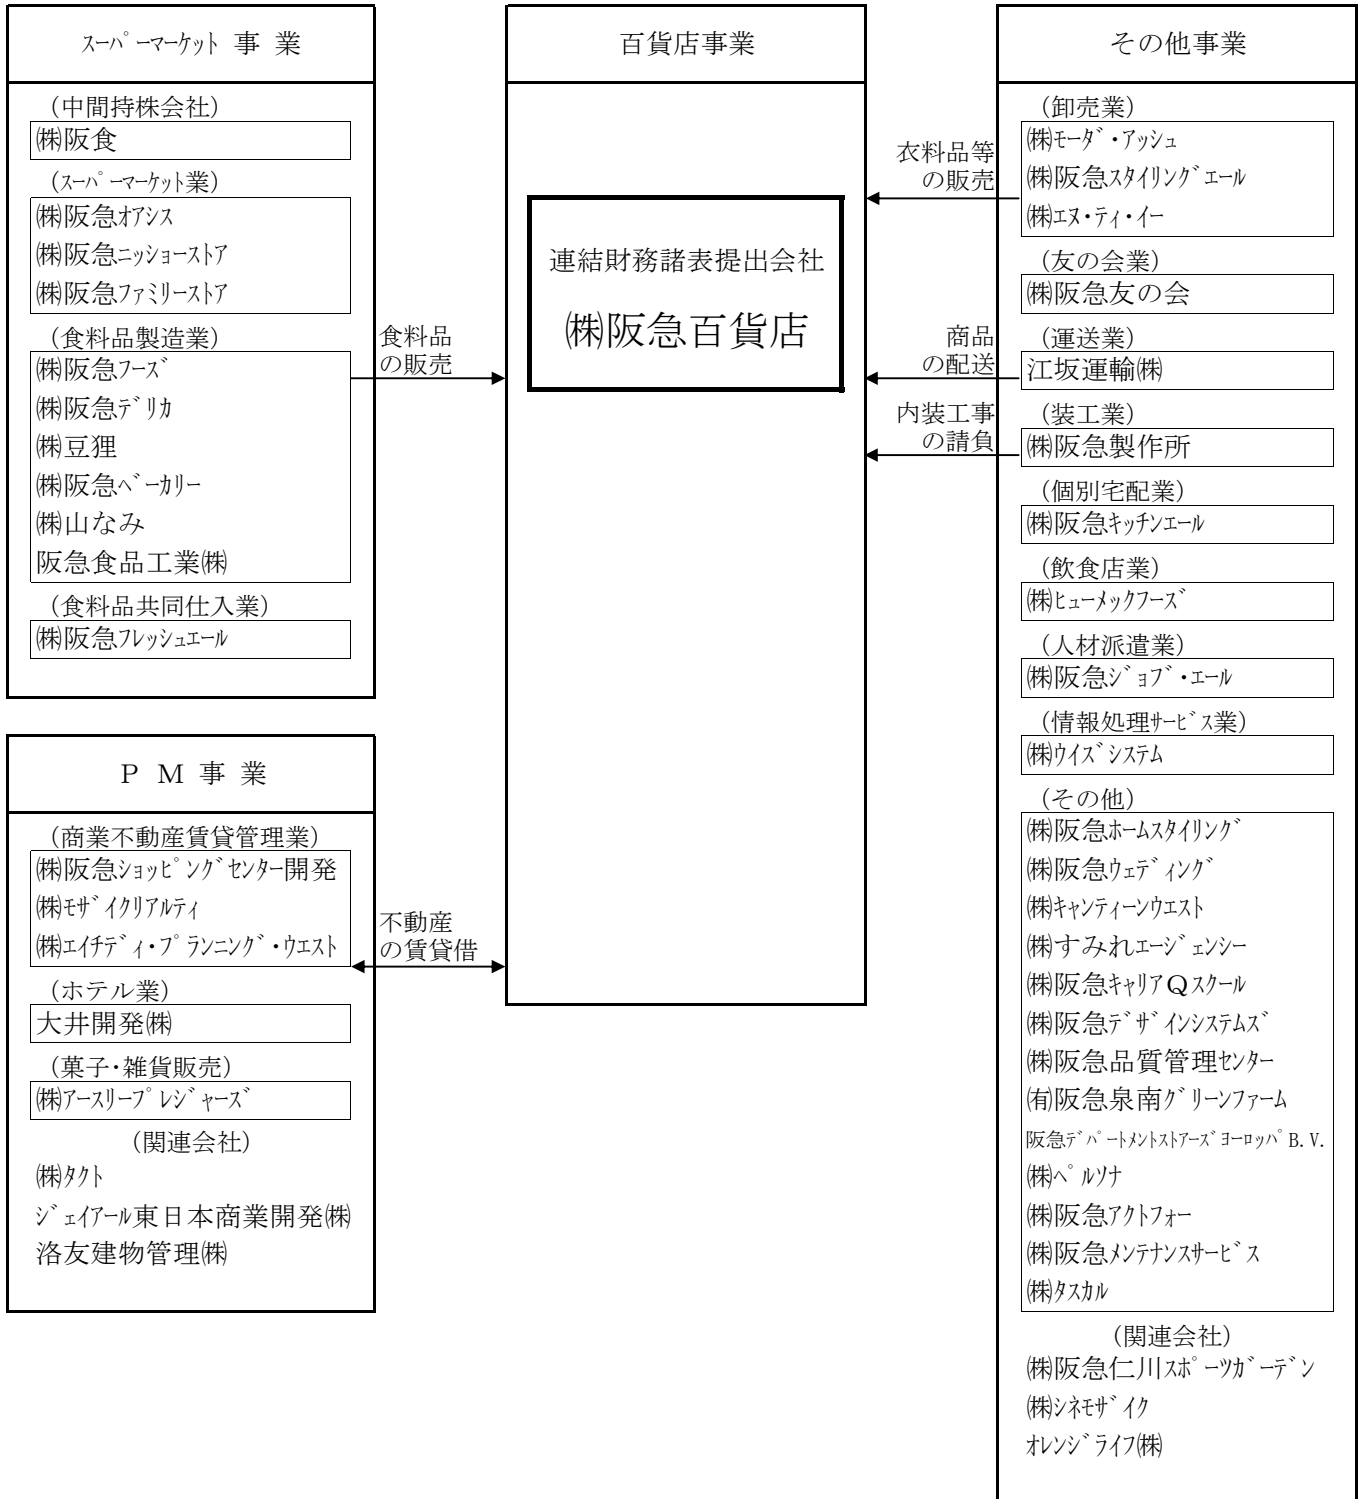 ｽｰﾊﾟｰﾏｰｹｯﾄ 事 業
（中間持株会社）
㈱阪食
（ｽｰﾊﾟｰﾏｰｹｯﾄ業）
㈱阪急ｵｱｼｽ
㈱阪急ﾆｯｼｮｰｽﾄｱ
㈱阪急ﾌｧﾐﾘｰｽﾄｱ
（食料品製造業）
㈱阪急ﾌｰｽﾞ
㈱阪急ﾃﾞﾘｶ
㈱豆狸
㈱阪急ﾍﾞｰｶﾘｰ
㈱山なみ
阪急食品工業㈱
（食料品共同仕入業）
㈱阪急ﾌﾚｯｼｭｴｰﾙ
食料品
の販売
Ｐ Ｍ 事 業
（商業不動産賃貸管理業）
㈱阪急ｼｮｯﾋﾟﾝｸﾞｾﾝﾀｰ開発
㈱ﾓｻﾞｲｸﾘｱﾙﾃｨ
㈱ｴｲﾁﾃﾞｨ・ﾌﾟﾗﾝﾆﾝｸﾞ・ｳｴｽﾄ
（ホテル業）
大井開発㈱
（菓子・雑貨販売）
㈱ｱｰｽﾘｰﾌﾟﾚｼﾞｬｰｽﾞ
（関連会社）
㈱ﾀｸﾄ
ｼﾞｪｲｱｰﾙ東日本商業開発㈱
洛友建物管理㈱
不動産
の賃貸借
百貨店事業
連結財務諸表提出会社
㈱阪急百貨店
衣料品等
の販売
商品
の配送
内装工事
の請負
その他事業
（卸売業）
㈱ﾓｰﾀﾞ・ｱｯｼｭ
㈱阪急ｽﾀｲﾘﾝｸﾞｴｰﾙ
㈱ｴﾇ・ﾃｨ・ｲｰ
（友の会業）
㈱阪急友の会
（運送業）
江坂運輸㈱
（装工業）
㈱阪急製作所
（個別宅配業）
㈱阪急ｷｯﾁﾝｴｰﾙ
（飲食店業）
㈱ﾋｭｰﾒｯｸﾌｰｽﾞ
（人材派遣業）
㈱阪急ｼﾞｮﾌﾞ・ｴｰﾙ
（情報処理ｻｰﾋﾞｽ業）
㈱ｳｲｽﾞｼｽﾃﾑ
（その他）
㈱阪急ﾎｰﾑｽﾀｲﾘﾝｸﾞ
㈱阪急ｳｪﾃﾞｨﾝｸﾞ
㈱ｷｬﾝﾃｨｰﾝｳｴｽﾄ
㈱すみれｴｰｼﾞｪﾝｼｰ
㈱阪急ｷｬﾘｱＱｽｸｰﾙ
㈱阪急ﾃﾞｻﾞｲﾝｼｽﾃﾑｽﾞ
㈱阪急品質管理ｾﾝﾀｰ
㈲阪急泉南ｸﾞﾘｰﾝﾌｧｰﾑ
阪急ﾃﾞﾊﾟｰﾄﾒﾝﾄｽﾄｱｰｽﾞﾖｰﾛｯﾊﾟB.V.
㈱ﾍﾟﾙｿﾅ
㈱阪急ｱｸﾄﾌｫｰ
㈱阪急ﾒﾝﾃﾅﾝｽｻｰﾋﾞｽ
㈱ﾀｽｶﾙ
（関連会社）
㈱阪急仁川ｽﾎﾟｰﾂｶﾞｰﾃﾞﾝ
㈱ｼﾈﾓｻﾞｲｸ
ｵﾚﾝｼﾞﾗｲﾌ㈱